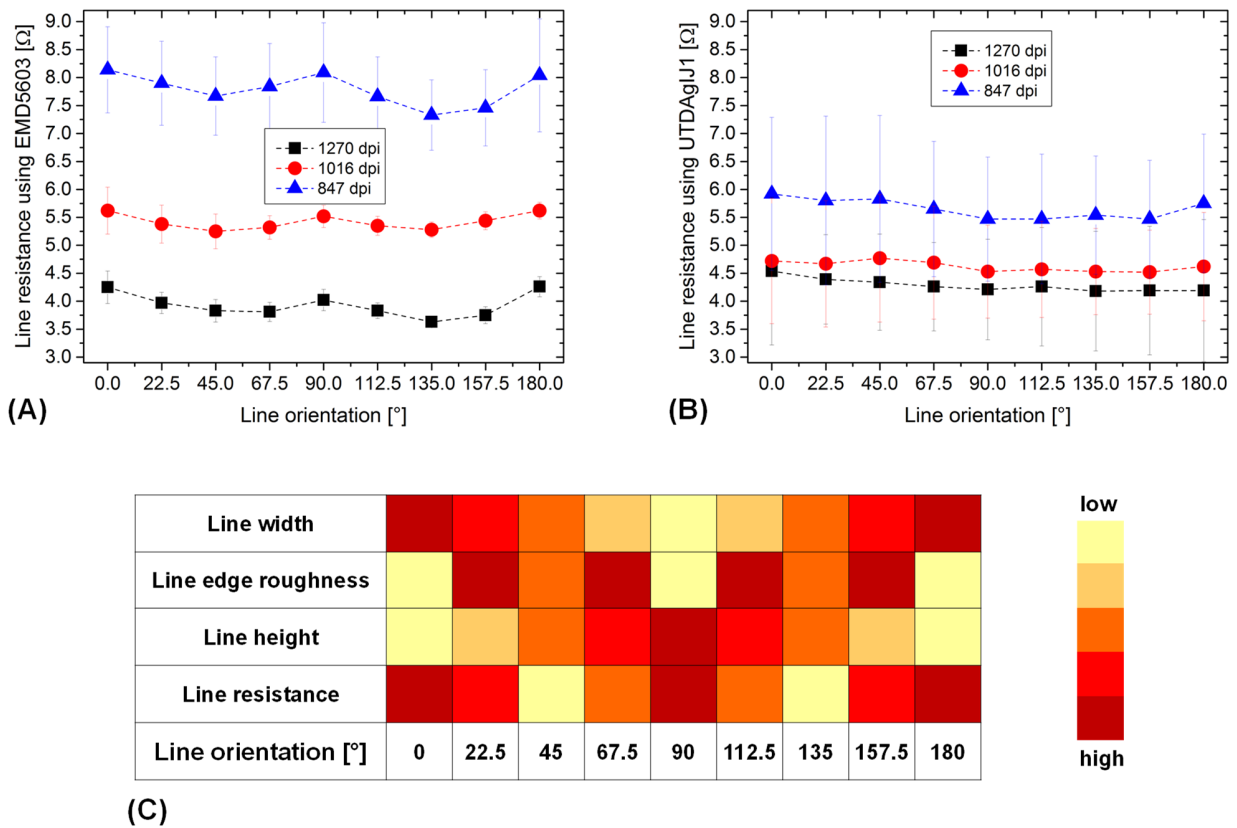 Line resistance using EMD5603 [Ω]
9.0
8.5
8.0
7.5
7.0
6.5
6.0
5.5
5.0
4.5
4.0
3.5
3.0
1270 dpi
1016 dpi
847 dpi
0.0 22.5 45.0 67.5 90.0 112.5 135.0 157.5 180.0
Line orientation [°]
(A)
Line resistance using UTDAgIJ1 [Ω]
9.0
8.5
8.0
7.5
7.0
6.5
6.0
5.5
5.0
4.5
4.0
3.5
3.0
1270 dpi
1016 dpi
847 dpi
0.0 22.5 45.0 67.5 90.0 112.5 135.0 157.5 180.0
Line orientation [°]
(B)
Line width
Line edge roughness
Line height
Line resistance
Line orientation [°] 0 22.5 45 67.5 90 112.5 135 157.5 180
low
high
(C)